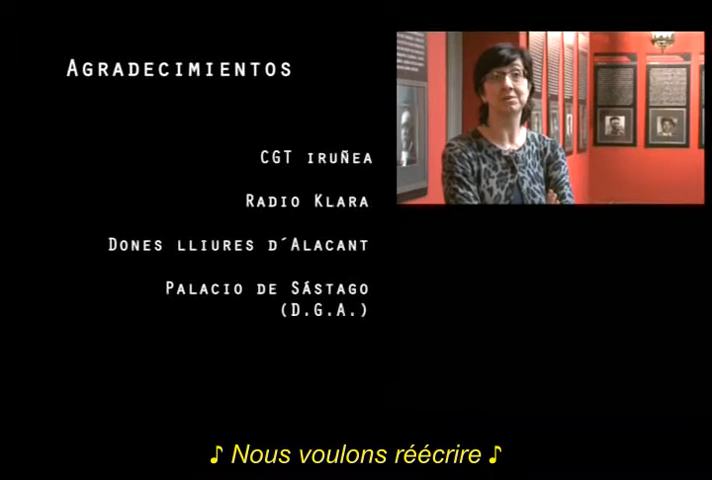 AGRADECIMIENTOS
CGT IRUÑEA
RADIO KLARA
DONES LLIURES D´ALACANT
PALACIO DE SÁSTAGO
(D.G.A.)
♪ Nous voulons réécrire ♪